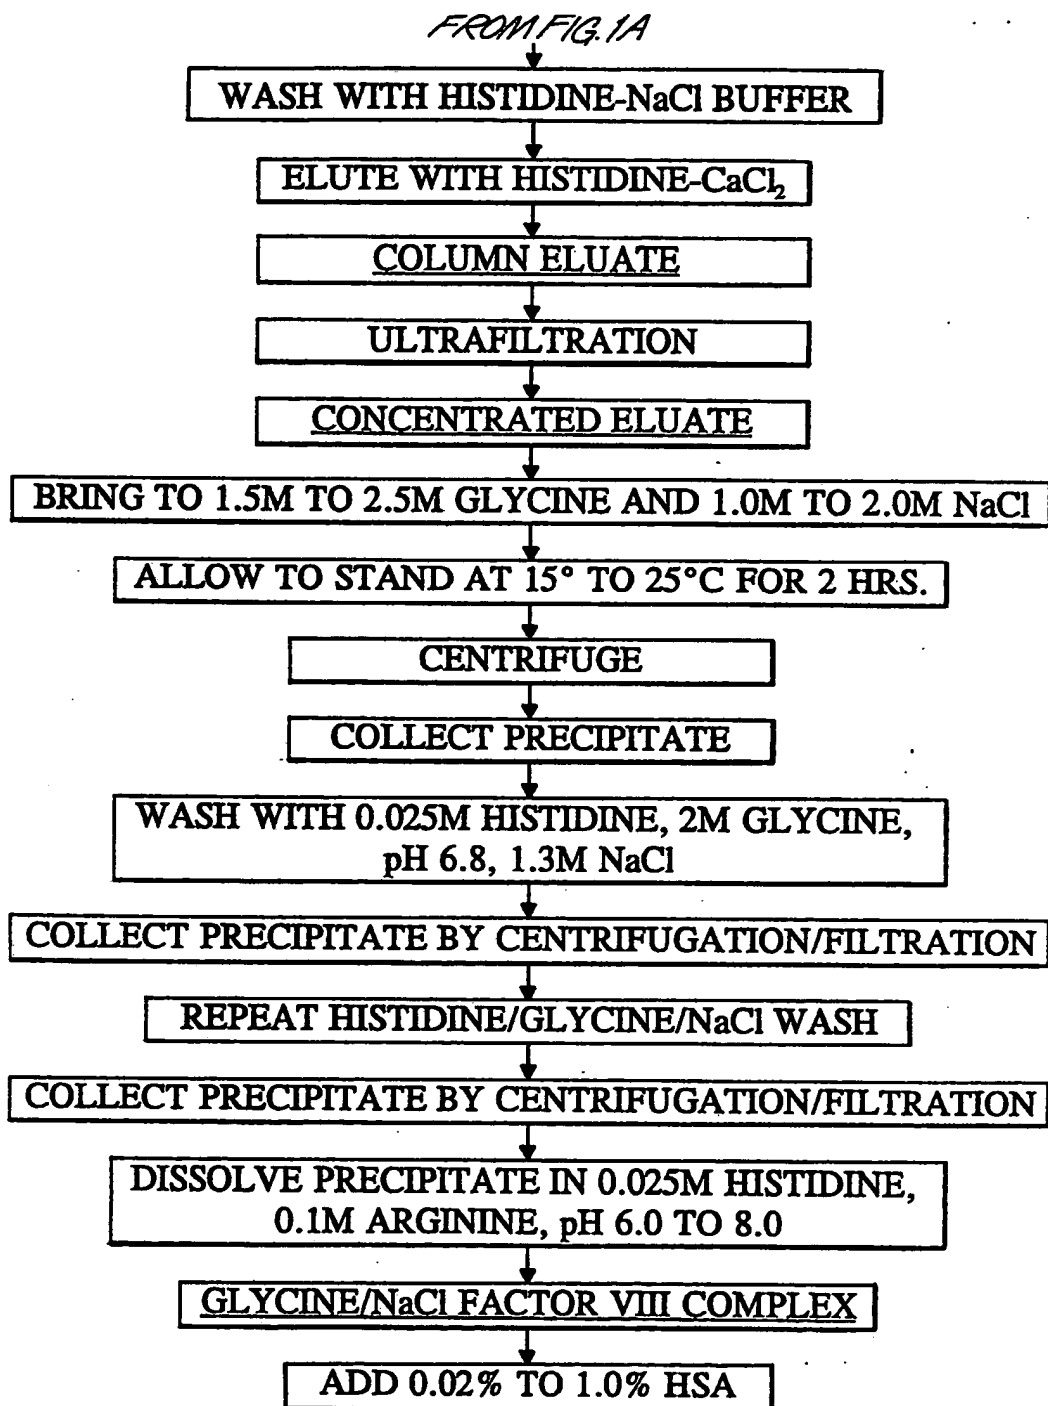 FROM FIG. 1A
WASH WITH HISTIDINE-NaCl BUFFER
ELUTE WITH HISTIDINE-CaCl₂
COLUMN ELUATE
ULTRAFILTRATION
CONCENTRATED ELUATE
BRING TO 1.5M TO 2.5M GLYCINE AND 1.0M TO 2.0M NaCl
ALLOW TO STAND AT 15° TO 25°C FOR 2 HRS.
CENTRIFUGE
COLLECT PRECIPITATE
WASH WITH 0.025M HISTIDINE, 2M GLYCINE,
pH 6.8, 1.3M NaCl
COLLECT PRECIPITATE BY CENTRIFUGATION/FILTRATION
REPEAT HISTIDINE/GLYCINE/NaCl WASH
COLLECT PRECIPITATE BY CENTRIFUGATION/FILTRATION
DISSOLVE PRECIPITATE IN 0.025M HISTIDINE,
0.1M ARGININE, pH 6.0 TO 8.0
GLYCINE/NaCl FACTOR VIII COMPLEX
ADD 0.02% TO 1.0% HSA